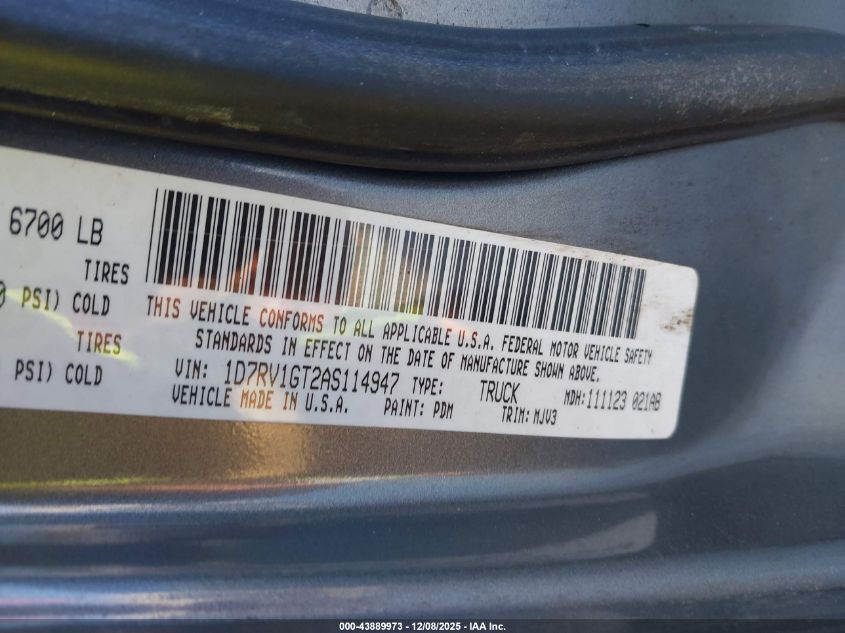 6700 LB
TIRES
0 PSI) COLD
TIRES
PSI) COLD
THIS VEHICLE CONFORMS TO ALL APPLICABLE U.S.A. FEDERAL MOTOR VEHICLE SAFETY
STANDARDS IN EFFECT ON THE DATE OF MANUFACTURE SHOWN ABOVE.
VIN: 1D7RV1GT2AS114947 TYPE: TRUCK MDH:111123 021AB
VEHICLE MADE IN U.S.A. PAINT: PDM TRIM: MJV3
000-43889973 - 12/08/2025 - IAA Inc.